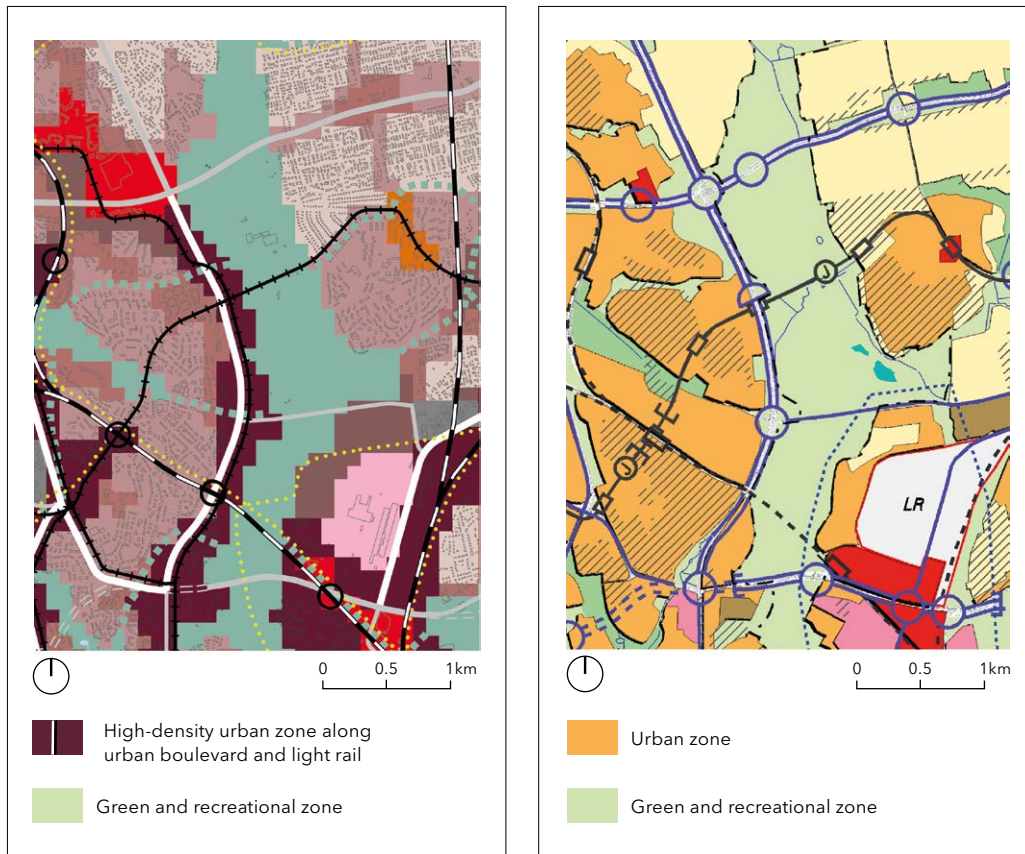 LR
0 0.5 1km
0 0.5 1km
High-density urban zone along
urban boulevard and light rail
Green and recreational zone
Urban zone
Green and recreational zone